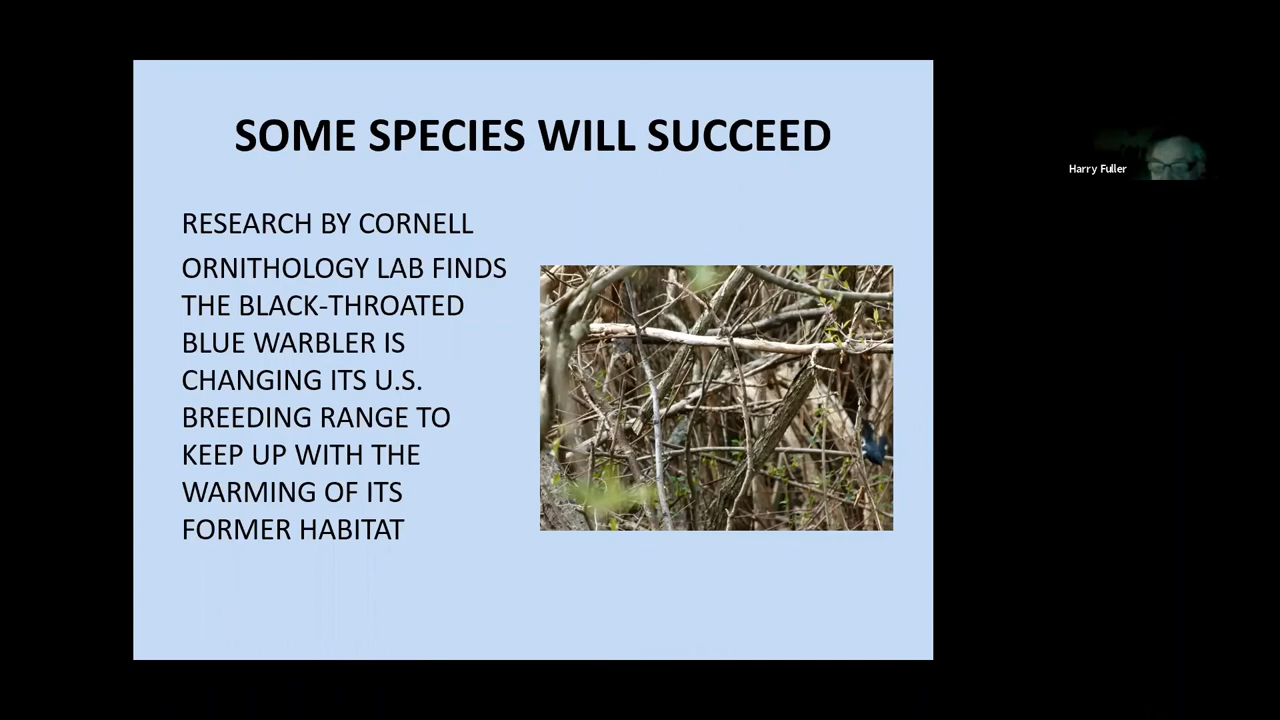 SOME SPECIES WILL SUCCEED
RESEARCH BY CORNELL
ORNITHOLOGY LAB FINDS
THE BLACK-THROATED
BLUE WARBLER IS
CHANGING ITS U.S.
BREEDING RANGE TO
KEEP UP WITH THE
WARMING OF ITS
FORMER HABITAT
Harry Fuller